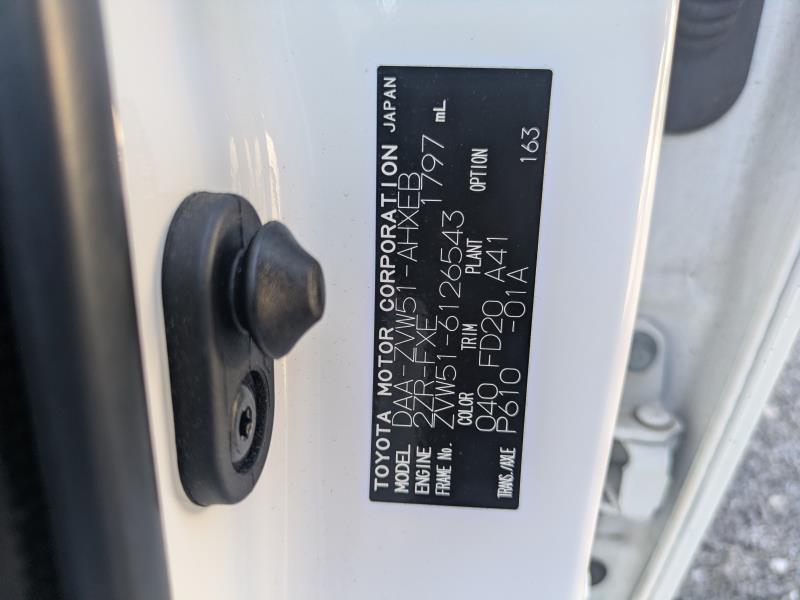 TOYOTA MOTOR CORPORATION JAPAN
MODEL DAA-ZVW51-AHXEB
ENGINE 2ZR-FXE 1797 mL
FRAME No. ZVW51-6126543
COLOR TRIM PLANT OPTION
040 FD20 A41
TRANS./AXLE P610 -01A 163